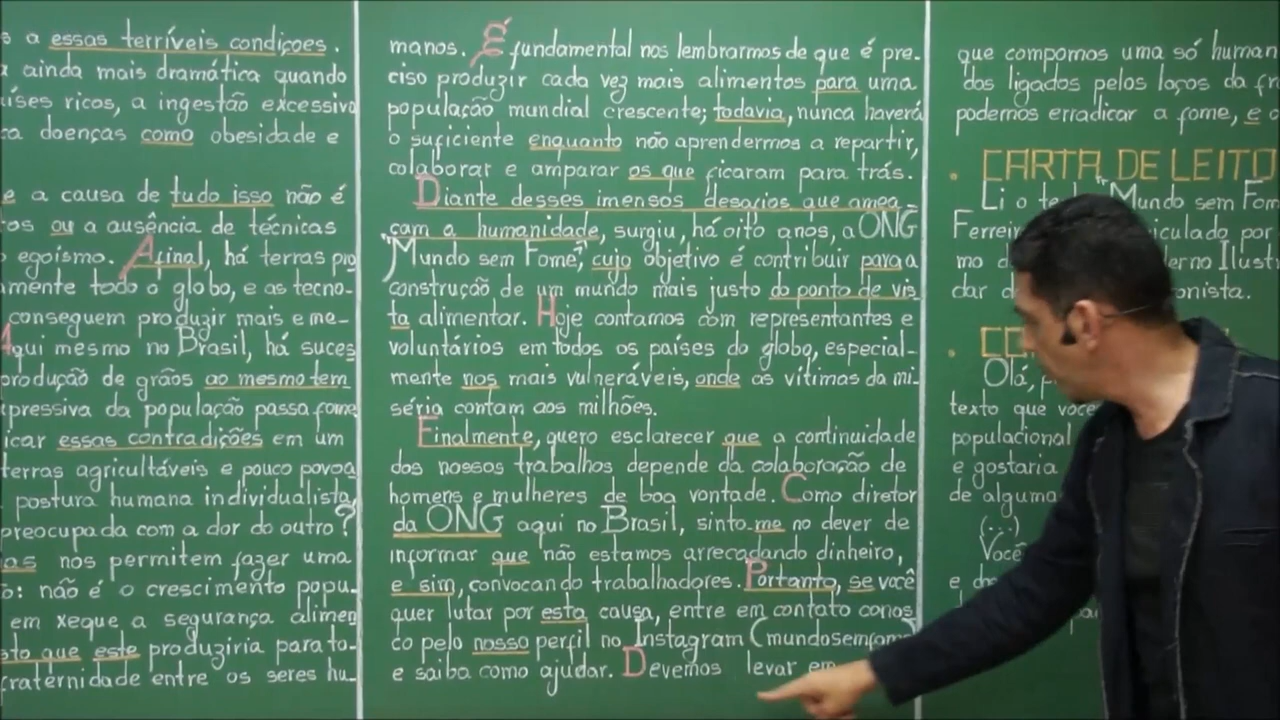 s a essas terríveis condições.
a ainda mais dramática quando
aíses ricos, a ingestão excessiva
ca doenças como obesidade e
e a causa de tudo isso não é
tos ou a ausência de técnicas
o egoísmo. Afinal, há terras pro
amente todo o globo, e as tecno-
conseguem produzir mais e me-
Aqui mesmo no Brasil, há suces
produção de grãos ao mesmo tem
xpressiva da população passa fome
icar essas contradições em um
terras agricultáveis e pouco povoa
postura humana individualista,
preocupada com a dor do outro?
ias nos permitem fazer uma
o: não é o crescimento popu-
em xeque a segurança alimen
sto que este produziria para to-
fraternidade entre os seres hu-
manos. É fundamental nos lembrarmos de que é pre-
ciso produzir cada vez mais alimentos para uma
população mundial crescente; todavia, nunca haverá
o suficiente enquanto não aprendermos a repartir,
colaborar e amparar os que ficaram para trás.
Diante desses imensos desafios que amea-
çam a humanidade, surgiu, há oito anos, a ONG
"Mundo sem Fome", cujo objetivo é contribuir para a
construção de um mundo mais justo do ponto de vis
ta alimentar. Hoje contamos com representantes e
voluntários em todos os países do globo, especial-
mente nos mais vulneráveis, onde as vítimas da mi-
séria contam aos milhões.
Finalmente, quero esclarecer que a continuidade
dos nossos trabalhos depende da colaboração de
homens e mulheres de boa vontade. Como diretor
da ONG aqui no Brasil, sinto-me no dever de
informar que não estamos arrecadando dinheiro,
e sim, convocando trabalhadores. Portanto, se você
quer lutar por esta causa, entre em contato conos
co pelo nosso perfil no Instagram (mundosemfome)
e saiba como ajudar. Devemos levar em
que compomos uma só human
dos ligados pelos laços da fr
podemos erradicar a fome, e c
. CARTA DE LEITO
Li o te "Mundo sem Fom
Ferreir iculado por
mo d derno Ilust
dar d onista.
. CO
Olá, p
texto que você
populacional
e gostaria
de alguma
(...)
Você
e de